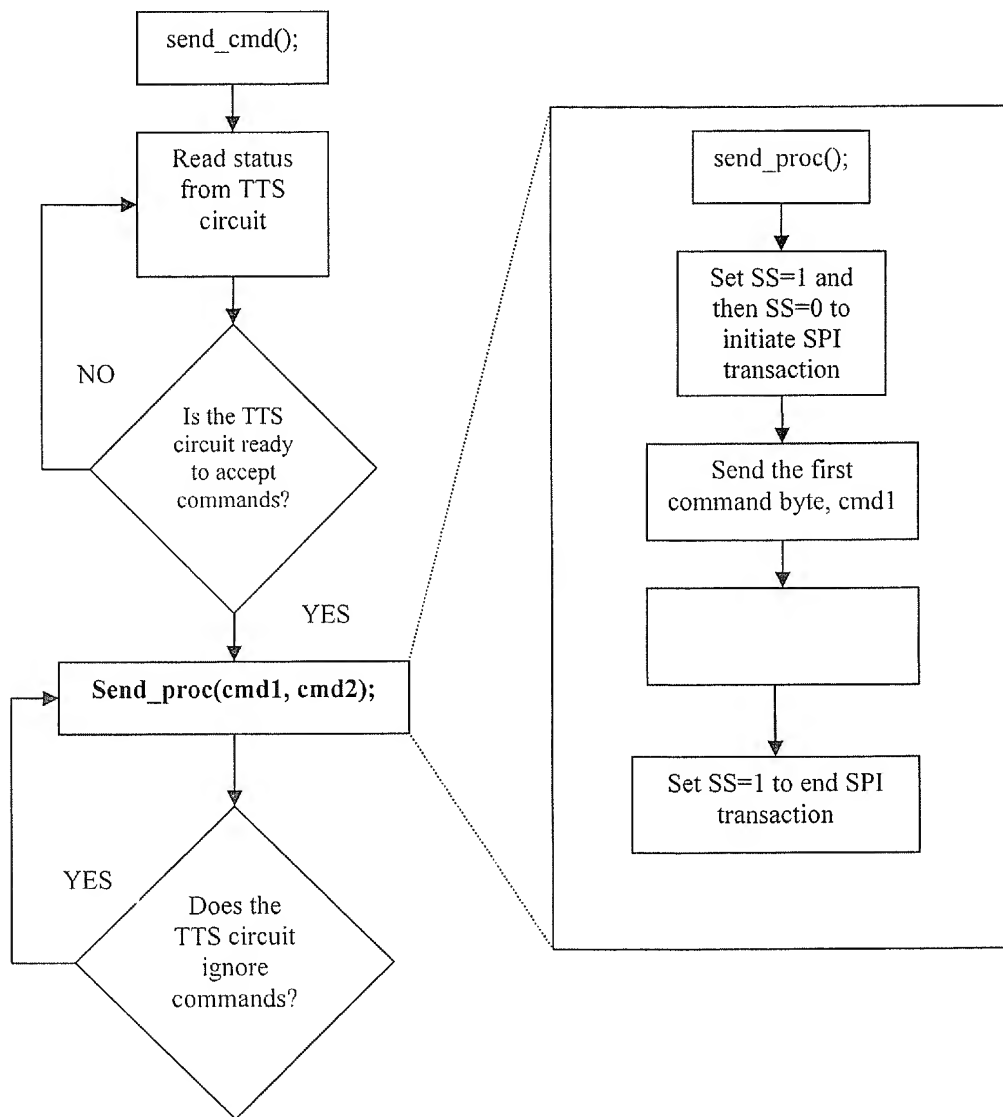 send_cmd();
Read status
from TTS
circuit
NO
Is the TTS
circuit ready
to accept
commands?
YES
Send_proc(cmd1, cmd2);
YES
Does the
TTS circuit
ignore
commands?
send_proc();
Set SS=1 and
then SS=0 to
initiate SPI
transaction
Send the first
command byte, cmd1
Set SS=1 to end SPI
transaction